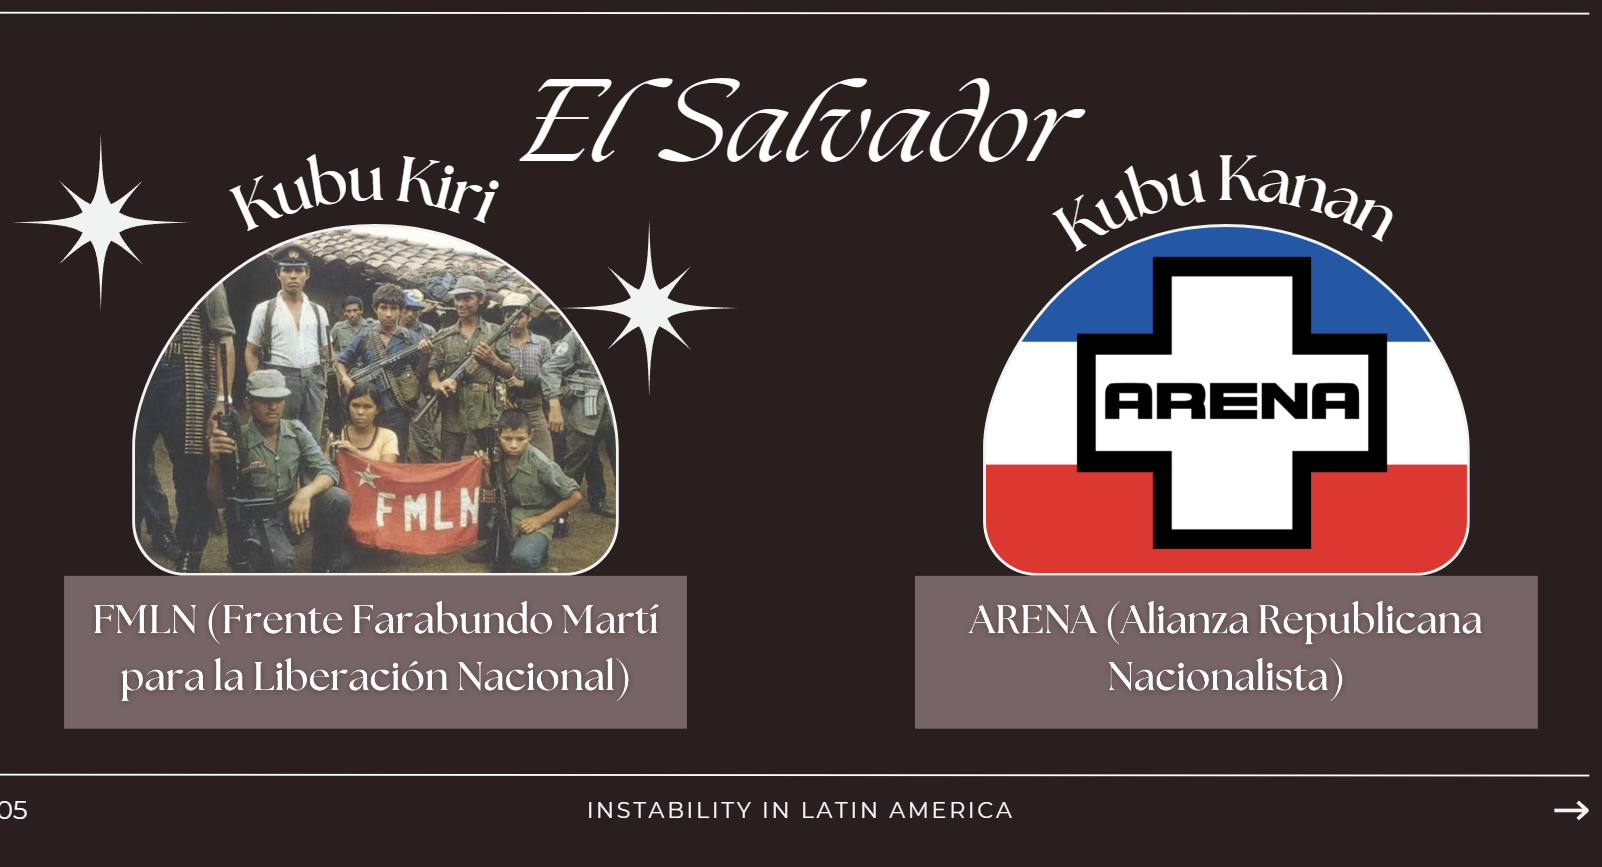 El Salvador
Kubu Kiri
Kubu Kanan
FMLN
ARENA
FMLN (Frente Farabundo Martí
para la Liberación Nacional)
ARENA (Alianza Republicana
Nacionalista)
05
INSTABILITY IN LATIN AMERICA